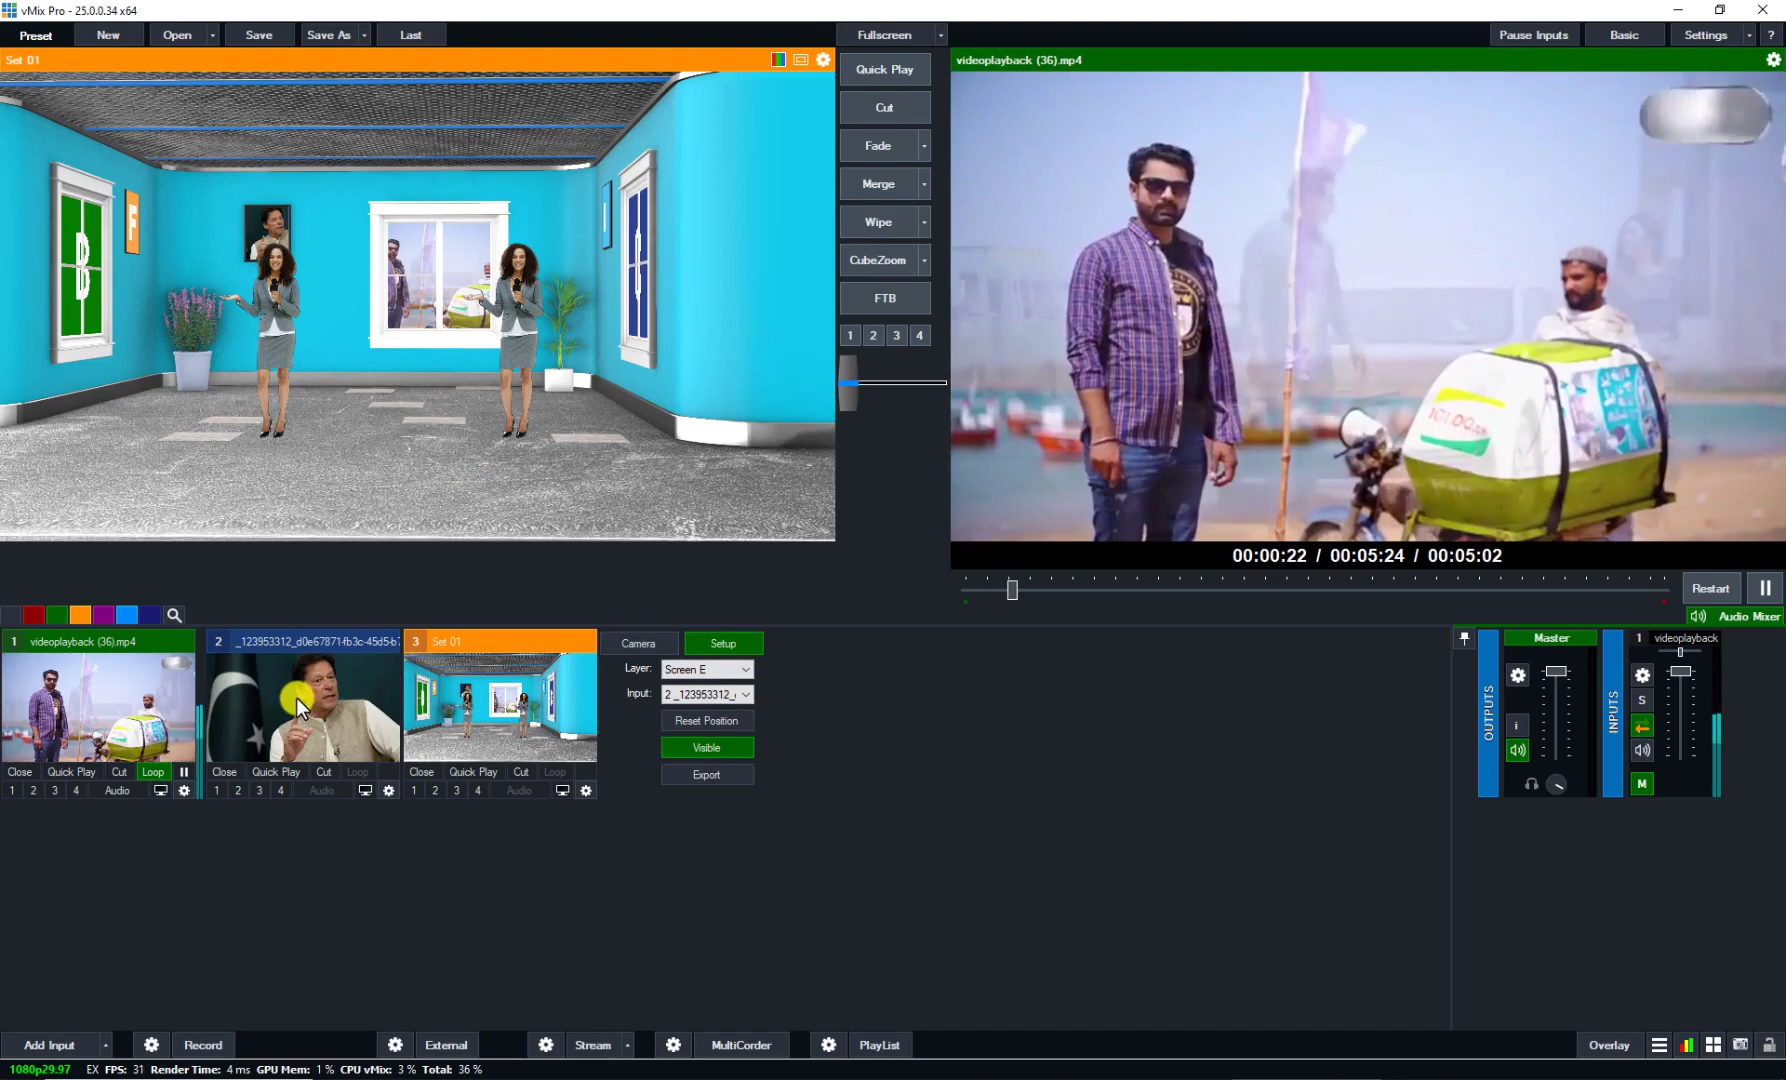 vMix Pro - 25.0.0.34 x64
Preset New Open Save Save As Last Fullscreen Pause Inputs Basic Settings ?
Set 01
videoplayback (36).mp4
Quick Play
Cut
Fade
Merge
Wipe
CubeZoom
FTB
1 2 3 4
B
F
IGLOO
00:00:22 / 00:05:24 / 00:05:02
Restart
Audio Mixer
1 videoplayback (36).mp4
2 _123953312_d0e67871-fb3c-45d5-b7
3 Set 01
Camera Setup
Layer: Screen E
Input: 2 _123953312_
Reset Position
Visible
Export
Close Quick Play Cut Loop
1 2 3 4 Audio
Close Quick Play Cut Loop
1 2 3 4 Audio
Close Quick Play Cut Loop
1 2 3 4 Audio
OUTPUTS
Master
i
INPUTS
1 videoplayback
S
M
Add Input Record External Stream MultiCorder PlayList Overlay
1080p29.97 EX FPS: 31 Render Time: 4 ms GPU Mem: 1 % CPU vMix: 3 % Total: 36 %